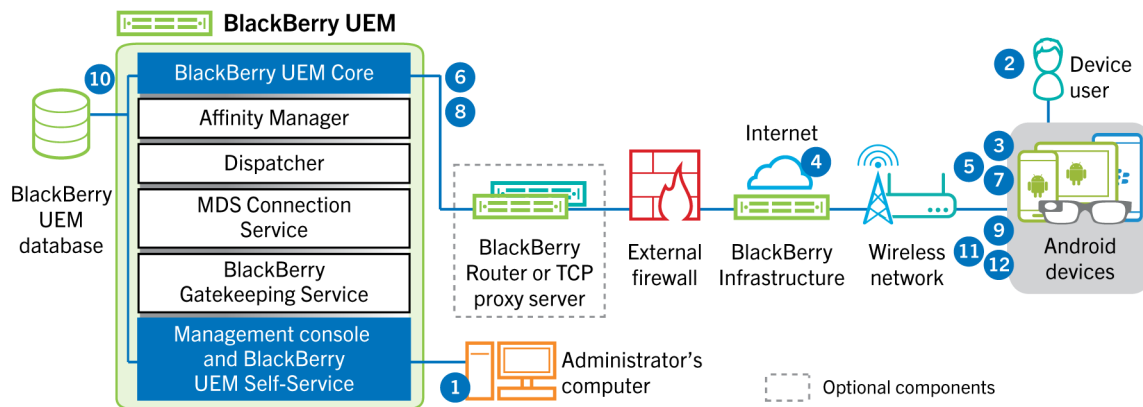 BlackBerry UEM
10
BlackBerry UEM Core
6
8
Affinity Manager
Dispatcher
MDS Connection
Service
BlackBerry
Gatekeeping Service
Management console
and BlackBerry
UEM Self-Service
BlackBerry
UEM
database
1
Administrator's
computer
BlackBerry
Router or TCP
proxy server
External
firewall
Internet
4
BlackBerry
Infrastructure
Wireless
network
2
Device
user
3
5
7
9
11
12
Android
devices
Optional components